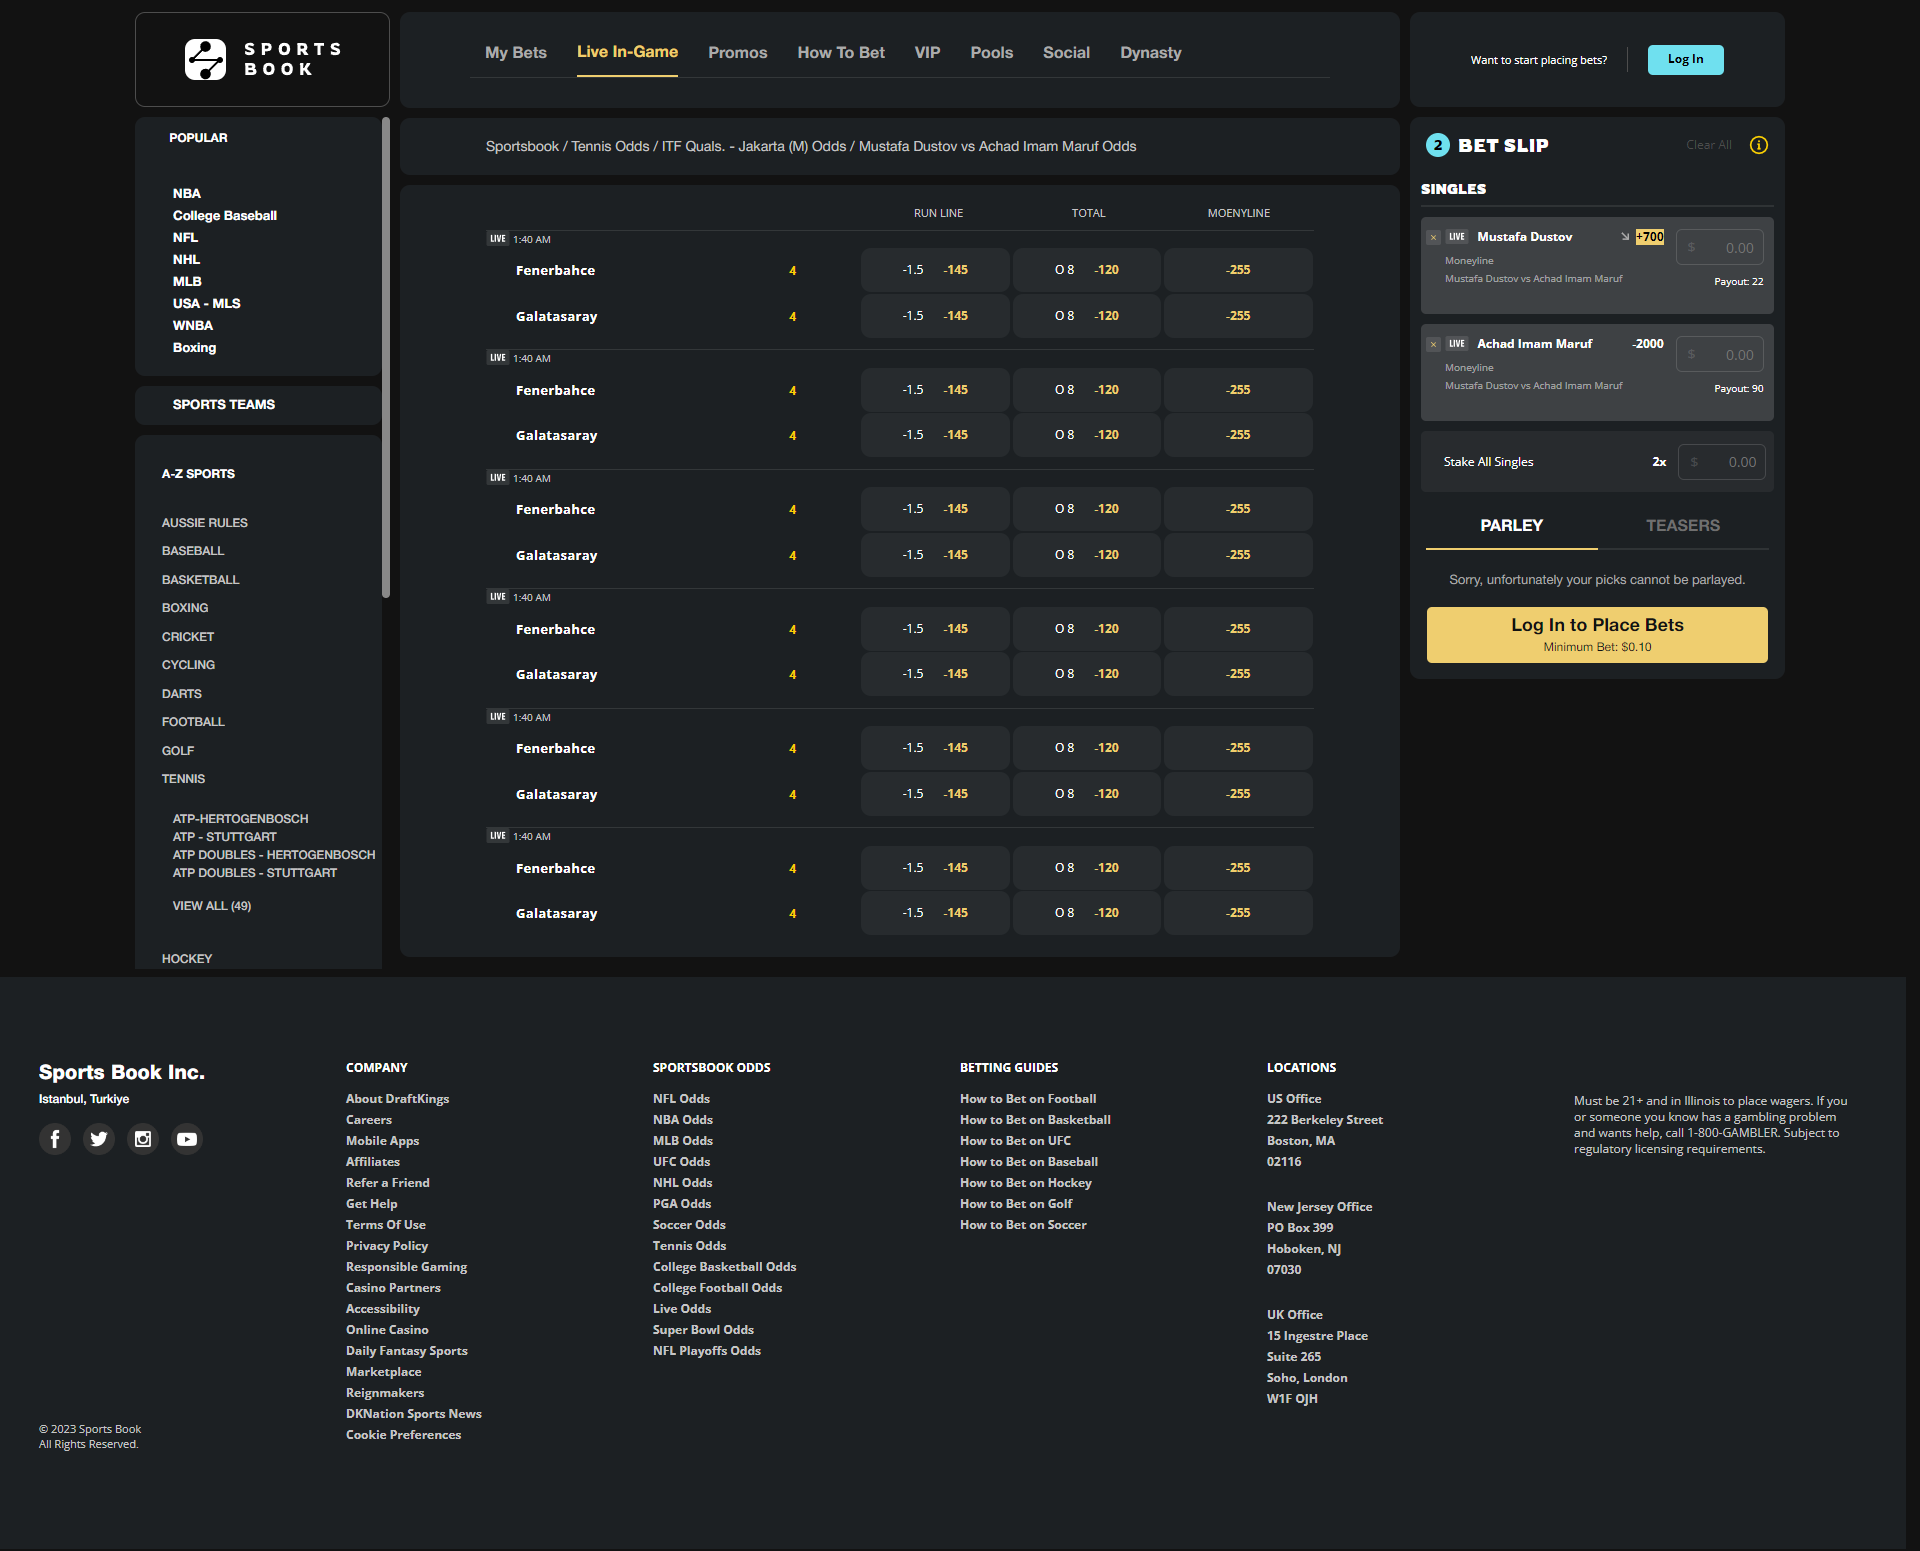 SPORTS
BOOK
My Bets
Live In-Game
Promos
How To Bet
VIP
Pools
Social
Dynasty
Want to start placing bets?
Log In
POPULAR
NBA
College Baseball
NFL
NHL
MLB
USA - MLS
WNBA
Boxing
SPORTS TEAMS
A-Z SPORTS
AUSSIE RULES
BASEBALL
BASKETBALL
BOXING
CRICKET
CYCLING
DARTS
FOOTBALL
GOLF
TENNIS
ATP-HERTOGENBOSCH
ATP - STUTTGART
ATP DOUBLES - HERTOGENBOSCH
ATP DOUBLES - STUTTGART
VIEW ALL (49)
HOCKEY
Sportsbook / Tennis Odds / ITF Quals. - Jakarta (M) Odds / Mustafa Dustov vs Achad Imam Maruf Odds
RUN LINE TOTAL MOENYLINE
LIVE 1:40 AM
Fenerbahce 4 -1.5 -145 O 8 -120 -255
Galatasaray 4 -1.5 -145 O 8 -120 -255
LIVE 1:40 AM
Fenerbahce 4 -1.5 -145 O 8 -120 -255
Galatasaray 4 -1.5 -145 O 8 -120 -255
LIVE 1:40 AM
Fenerbahce 4 -1.5 -145 O 8 -120 -255
Galatasaray 4 -1.5 -145 O 8 -120 -255
LIVE 1:40 AM
Fenerbahce 4 -1.5 -145 O 8 -120 -255
Galatasaray 4 -1.5 -145 O 8 -120 -255
LIVE 1:40 AM
Fenerbahce 4 -1.5 -145 O 8 -120 -255
Galatasaray 4 -1.5 -145 O 8 -120 -255
LIVE 1:40 AM
Fenerbahce 4 -1.5 -145 O 8 -120 -255
Galatasaray 4 -1.5 -145 O 8 -120 -255
2 BET SLIP Clear All
SINGLES
LIVE Mustafa Dustov +700 $ 0.00
Moneyline
Mustafa Dustov vs Achad Imam Maruf
Payout: 22
LIVE Achad Imam Maruf -2000 $ 0.00
Moneyline
Mustafa Dustov vs Achad Imam Maruf
Payout: 90
Stake All Singles 2x $ 0.00
PARLEY TEASERS
Sorry, unfortunately your picks cannot be parlayed.
Log In to Place Bets
Minimum Bet: $0.10
Sports Book Inc.
Istanbul, Turkiye
© 2023 Sports Book
All Rights Reserved.
COMPANY
About DraftKings
Careers
Mobile Apps
Affiliates
Refer a Friend
Get Help
Terms Of Use
Privacy Policy
Responsible Gaming
Casino Partners
Accessibility
Online Casino
Daily Fantasy Sports
Marketplace
Reignmakers
DKNation Sports News
Cookie Preferences
SPORTSBOOK ODDS
NFL Odds
NBA Odds
MLB Odds
UFC Odds
NHL Odds
PGA Odds
Soccer Odds
Tennis Odds
College Basketball Odds
College Football Odds
Live Odds
Super Bowl Odds
NFL Playoffs Odds
BETTING GUIDES
How to Bet on Football
How to Bet on Basketball
How to Bet on UFC
How to Bet on Baseball
How to Bet on Hockey
How to Bet on Golf
How to Bet on Soccer
LOCATIONS
US Office
222 Berkeley Street
Boston, MA
02116
New Jersey Office
PO Box 399
Hoboken, NJ
07030
UK Office
15 Ingestre Place
Suite 265
Soho, London
W1F OJH
Must be 21+ and in Illinois to place wagers. If you
or someone you know has a gambling problem
and wants help, call 1-800-GAMBLER. Subject to
regulatory licensing requirements.